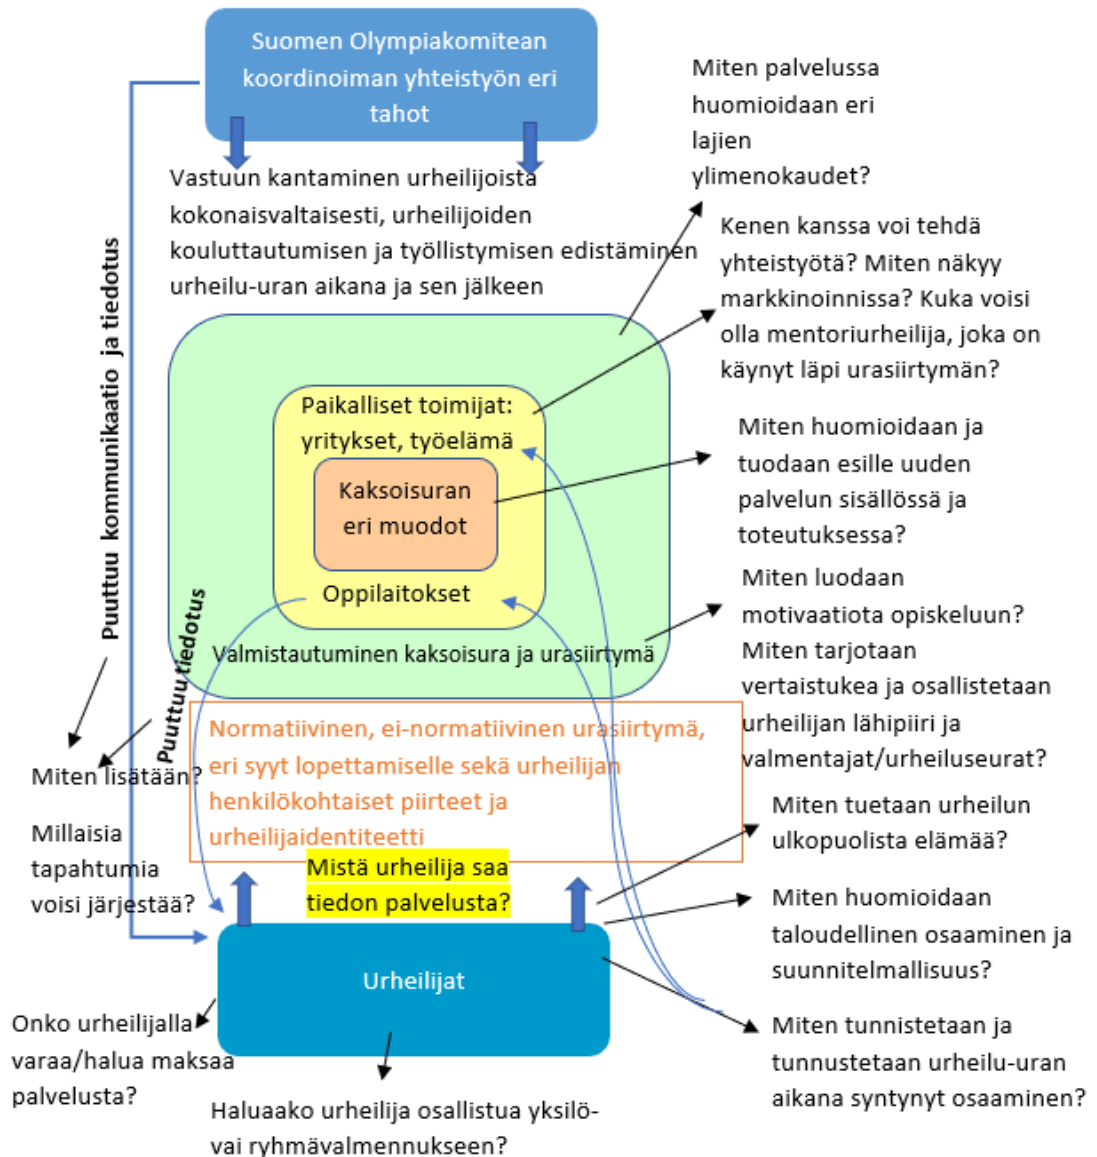 Suomen Olympiakomitean
koordinoiman yhteistyön eri
tahot
Miten palvelussa
huomioidaan eri
lajien
ylimenokaudet?
Vastuun kantaminen urheilijoista
kokonaisvaltaisesti, urheilijoiden
kouluttautumisen ja työllistymisen edistäminen
urheilu-uran aikana ja sen jälkeen
Kenen kanssa voi tehdä
yhteistyötä? Miten näkyy
markkinoinnissa? Kuka voisi
olla mentoriurheilija, joka on
käynyt läpi urasiirtymän?
Puuttuu kommunikaatio ja tiedotus
Paikalliset toimijat:
yritykset, työelämä
Kaksoisuran
eri muodot
Oppilaitokset
Valmistautuminen kaksoisura ja urasiirtymä
Miten huomioidaan ja
tuodaan esille uuden
palvelun sisällössä ja
toteutuksessa?
Miten luodaan
motivaatiota opiskeluun?
Miten tarjotaan
vertaistukea ja osallistetaan
urheilijan lähipiiri ja
valmentajat/urheiluseurat?
Puuttuu tiedotus
Normatiivinen, ei-normatiivinen urasiirtymä,
eri syyt lopettamiselle sekä urheilijan
henkilökohtaiset piirteet ja
urheilijaidentiteetti
Miten lisätään?
Millaisia
tapahtumia
voisi järjestää?
Mistä urheilija saa
tiedon palvelusta?
Miten tuetaan urheilun
ulkopuolista elämää?
Miten huomioidaan
taloudellinen osaaminen ja
suunnitelmallisuus?
Urheilijat
Onko urheilijalla
varaa/halua maksaa
palvelusta?
Miten tunnistetaan ja
tunnustetaan urheilu-uran
aikana syntynyt osaaminen?
Haluaako urheilija osallistua yksilö-
vai ryhmävalmennukseen?